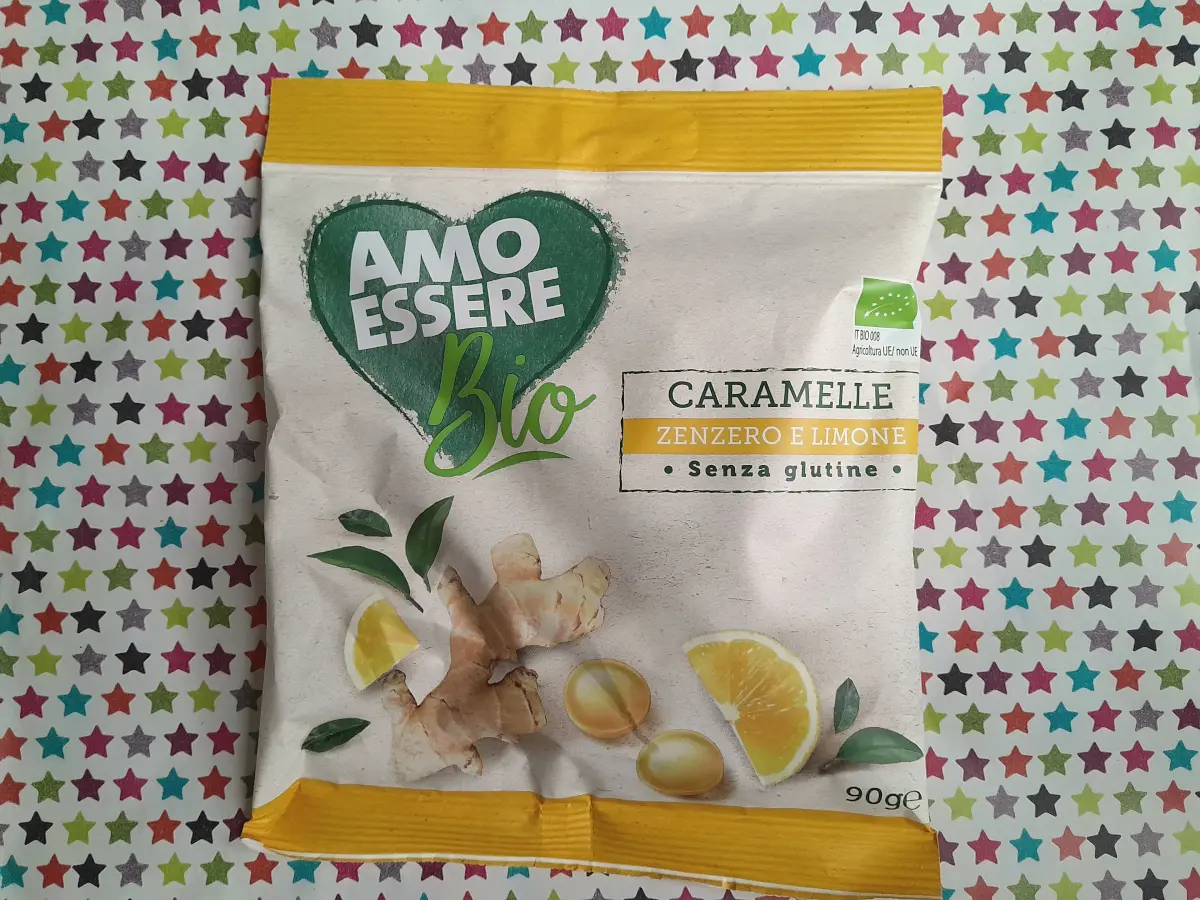 AMO
ESSERE
Bio
IT BIO 008
Agricoltura UE/ non UE
CARAMELLE
ZENZERO E LIMONE
• Senza glutine •
90g℮